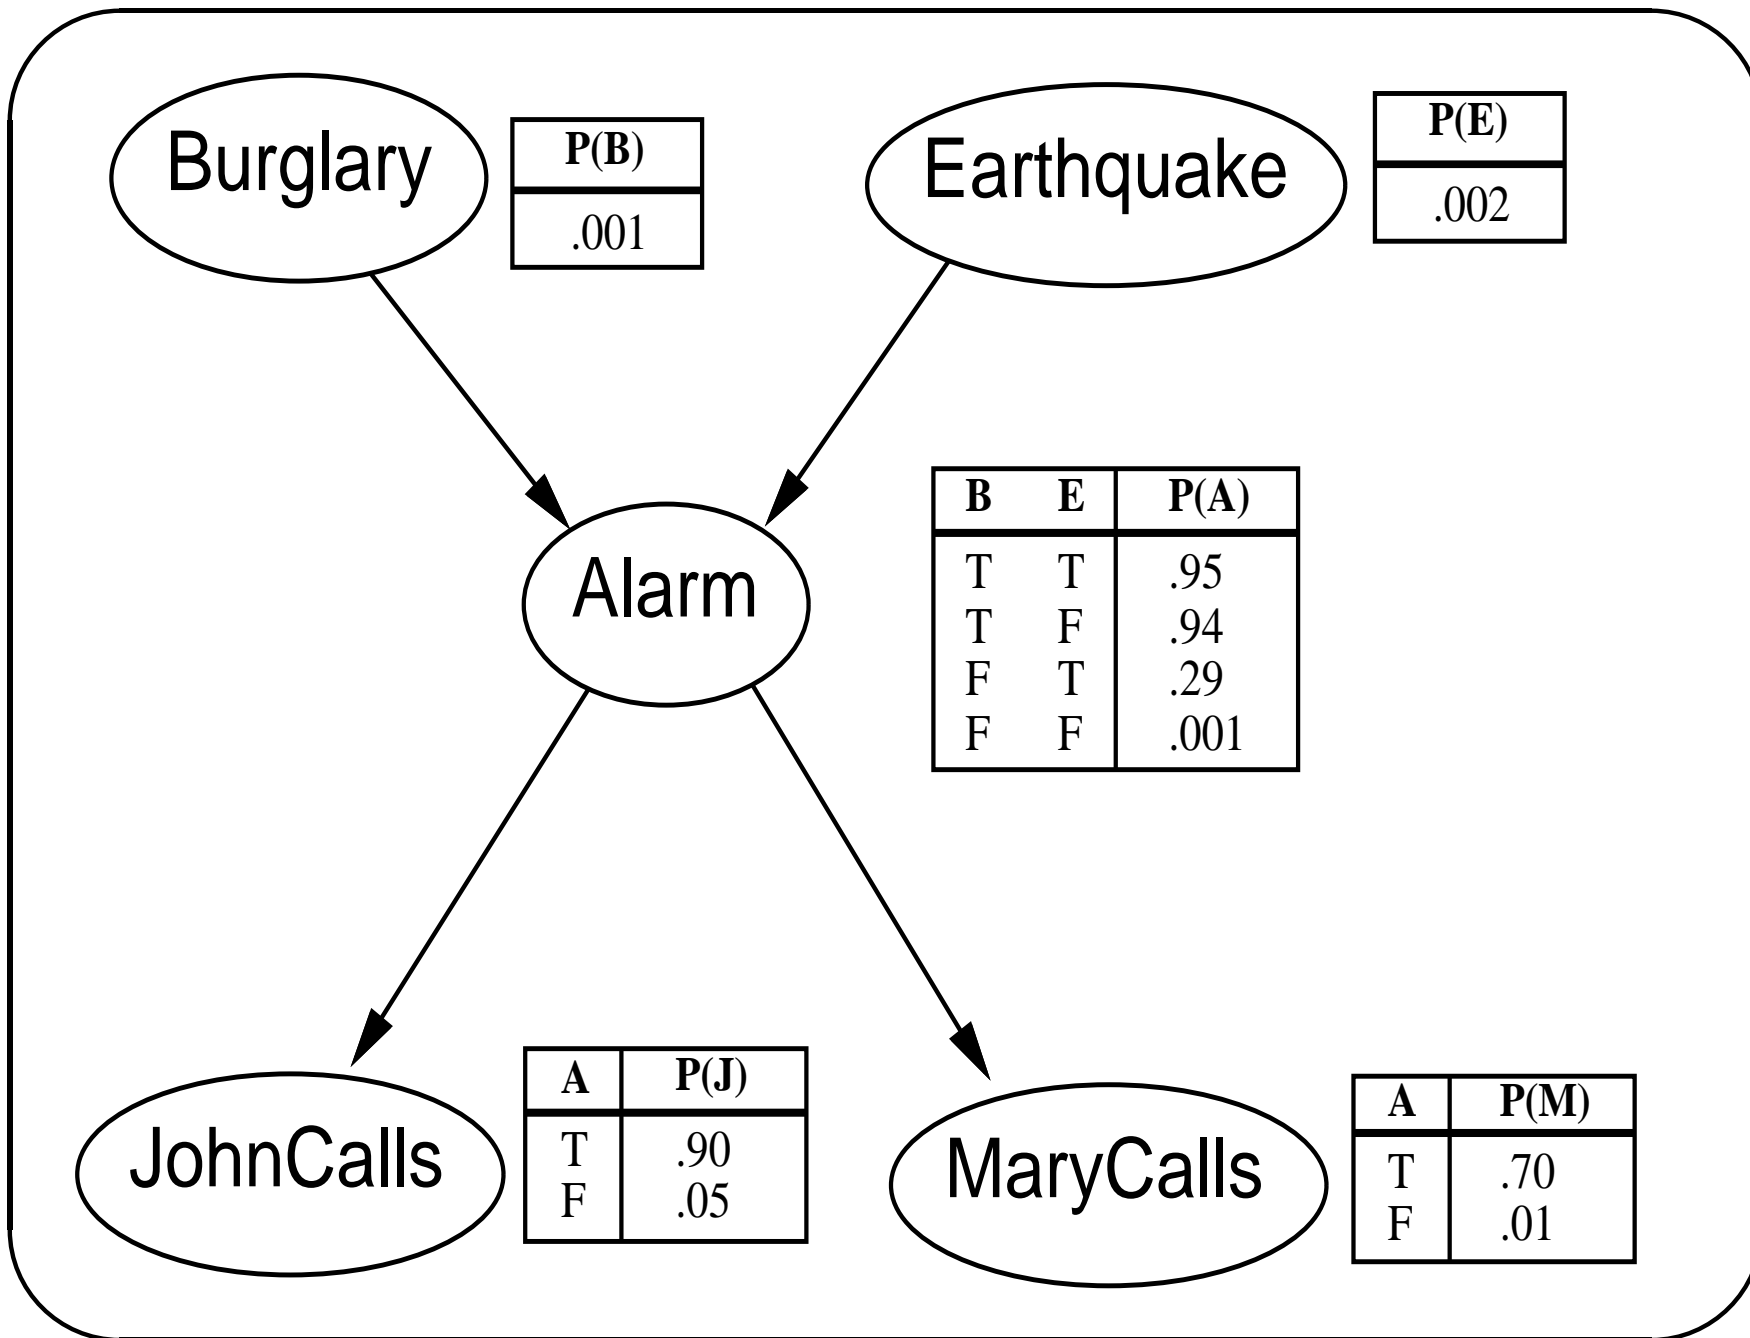 Burglary
P(B)
.001
Earthquake
P(E)
.002
Alarm
B E P(A)
T T .95
T F .94
F T .29
F F .001
JohnCalls
A P(J)
T .90
F .05
MaryCalls
A P(M)
T .70
F .01